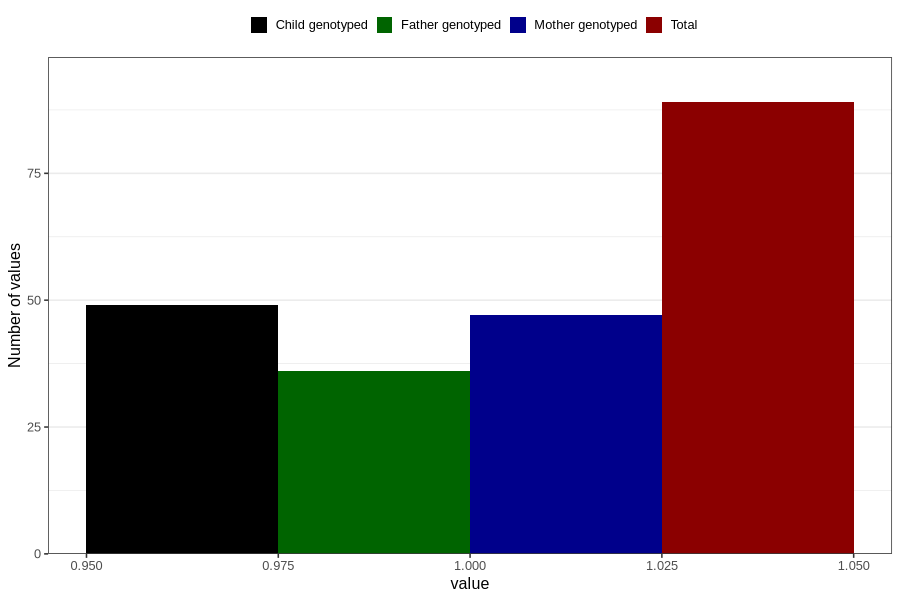 Child genotyped Father genotyped Mother genotyped Total
Number of values
75
50
25
0
0.950 0.975 1.000 1.025 1.050
value